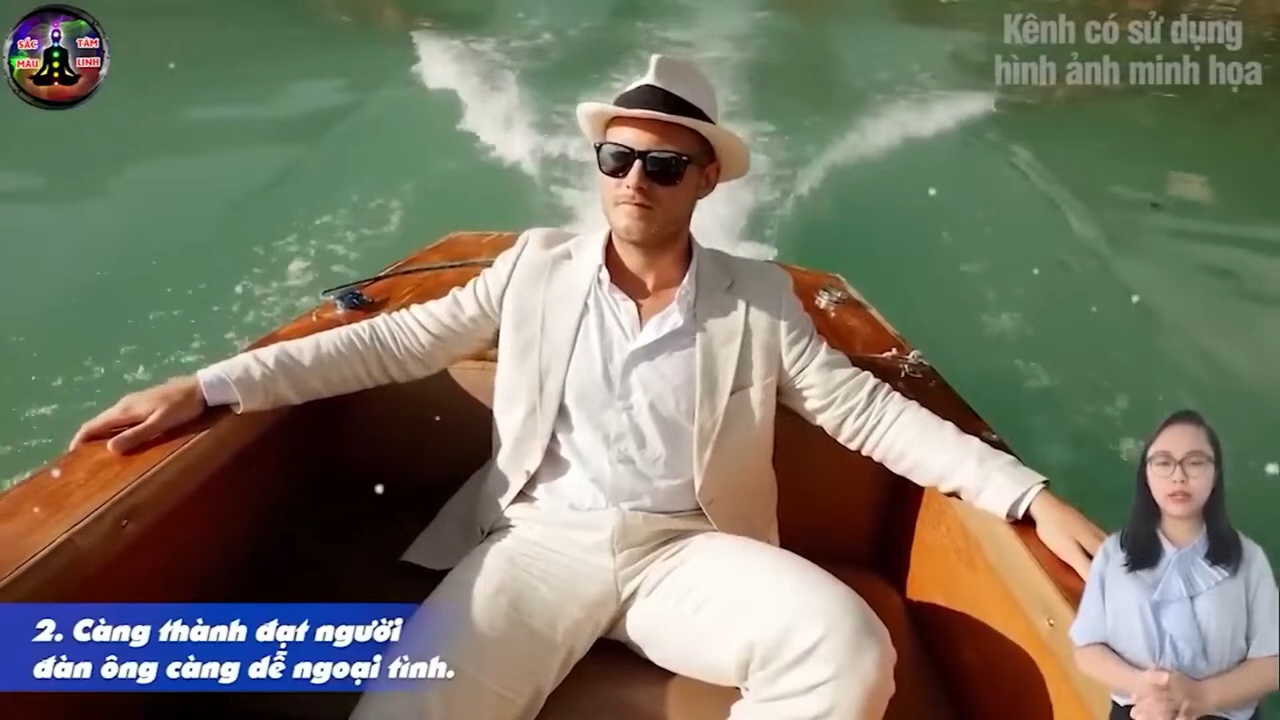 SẮC TÂM
MÀU LINH
Kênh có sử dụng
hình ảnh minh họa
2. Càng thành đạt người
đàn ông càng dễ ngoại tình.